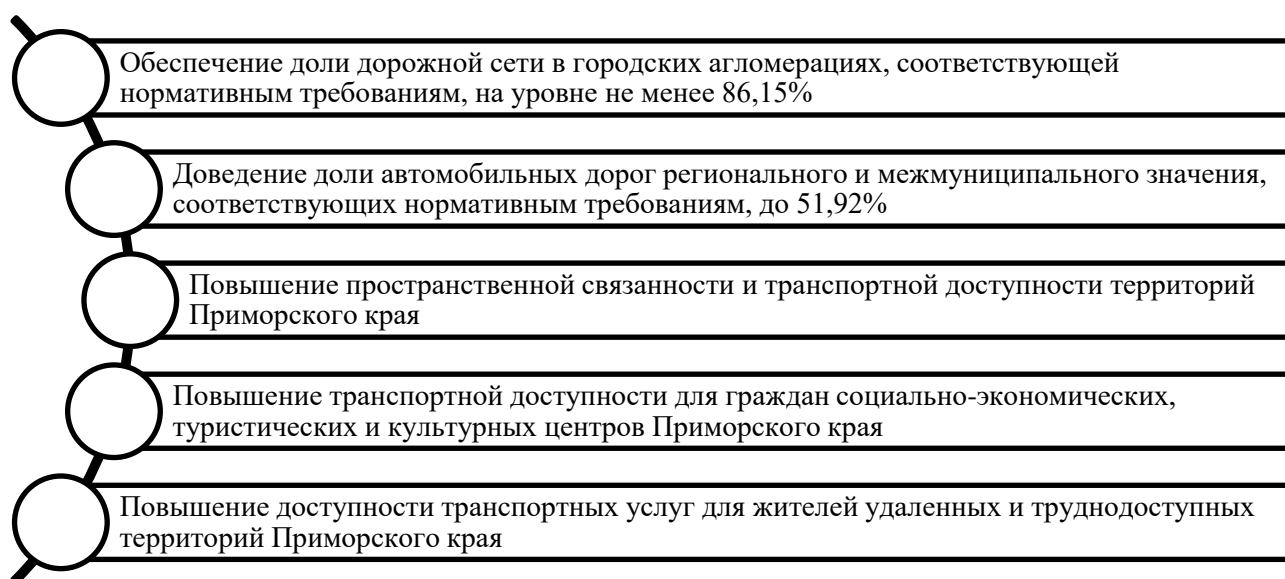 Обеспечение доли дорожной сети в городских агломерациях, соответствующей
нормативным требованиям, на уровне не менее 86,15%
Доведение доли автомобильных дорог регионального и межмуниципального значения,
соответствующих нормативным требованиям, до 51,92%
Повышение пространственной связанности и транспортной доступности территорий
Приморского края
Повышение транспортной доступности для граждан социально-экономических,
туристических и культурных центров Приморского края
Повышение доступности транспортных услуг для жителей удаленных и труднодоступных
территорий Приморского края